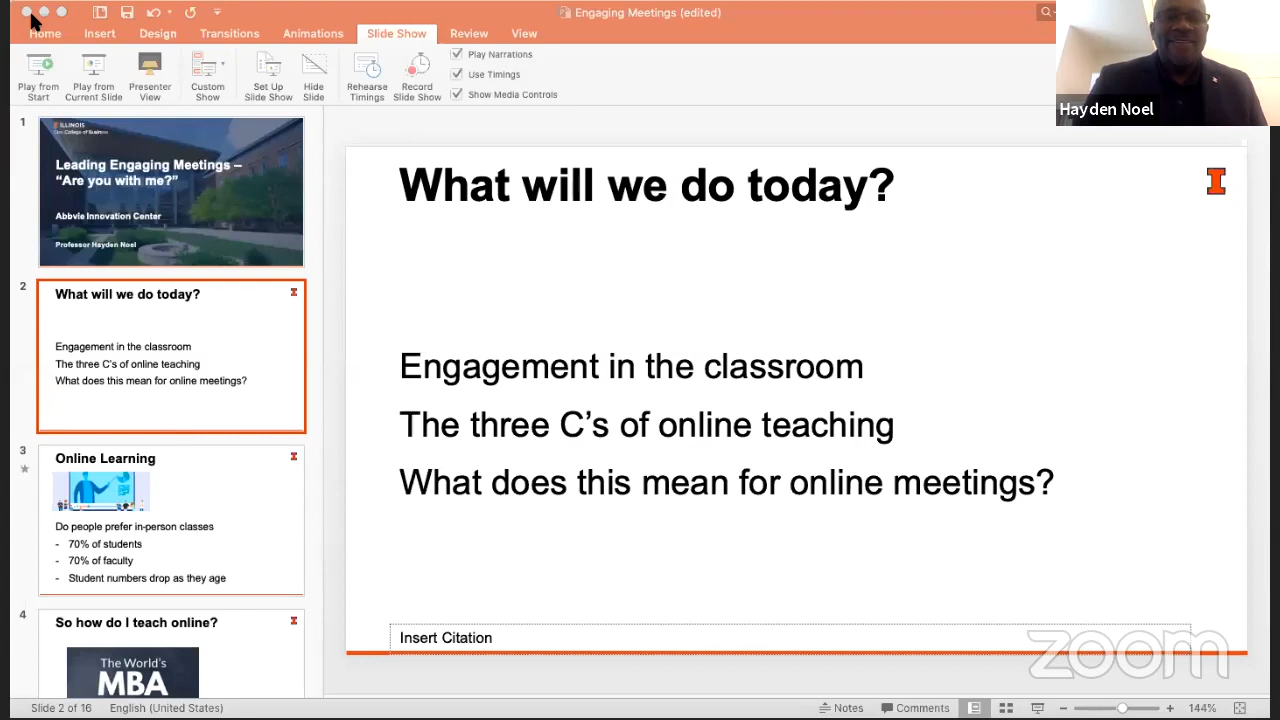 Engaging Meetings (edited)
Home Insert Design Transitions Animations Slide Show Review View
Play from Start
Play from Current Slide
Presenter View
Custom Show
Set Up Slide Show
Hide Slide
Rehearse Timings
Record Slide Show
Play Narrations
Use Timings
Show Media Controls
Hayden Noel
1
ILLINOIS
Gies College of Business
Leading Engaging Meetings –
“Are you with me?”
Abbvie Innovation Center
Professor Hayden Noel
2
What will we do today?
Engagement in the classroom
The three C’s of online teaching
What does this mean for online meetings?
3
Online Learning
Do people prefer in-person classes
- 70% of students
- 70% of faculty
- Student numbers drop as they age
4
So how do I teach online?
The World's
MBA
What will we do today?
Engagement in the classroom
The three C’s of online teaching
What does this mean for online meetings?
Insert Citation
zoom
Slide 2 of 16 English (United States) Notes Comments 144%